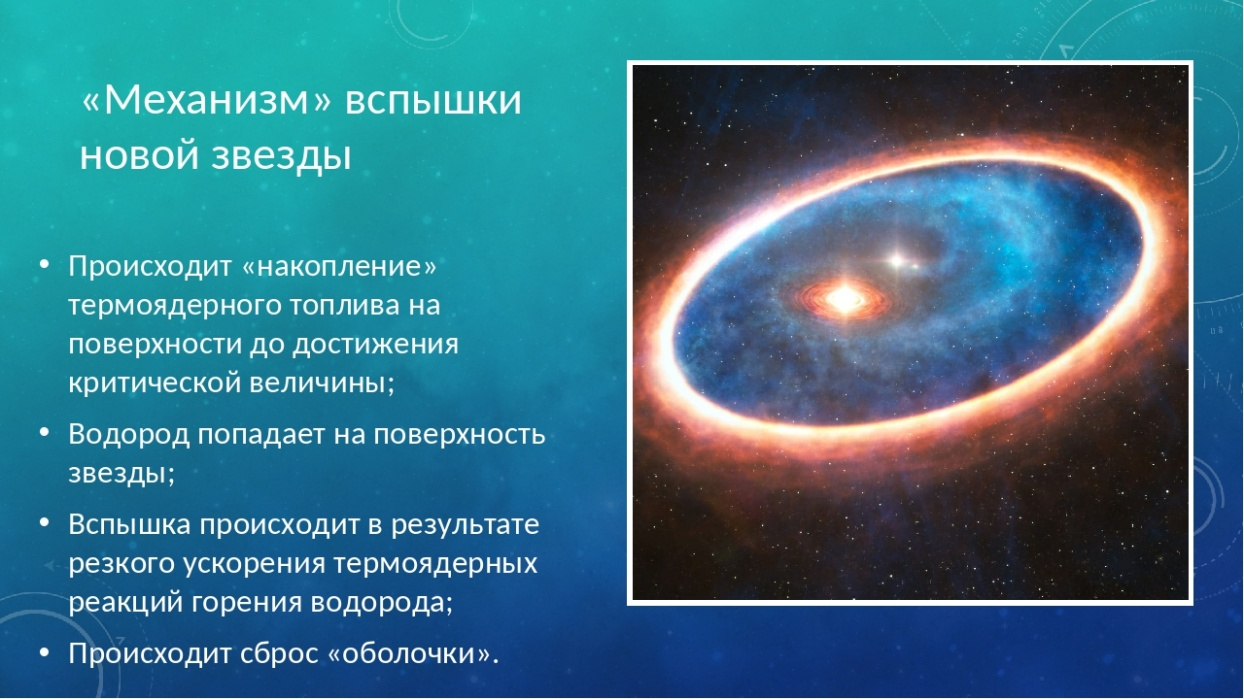 «Механизм» вспышки
новой звезды
• Происходит «накопление»
термоядерного топлива на
поверхности до достижения
критической величины;
• Водород попадает на поверхность
звезды;
• Вспышка происходит в результате
резкого ускорения термоядерных
реакций горения водорода;
• Происходит сброс «оболочки».